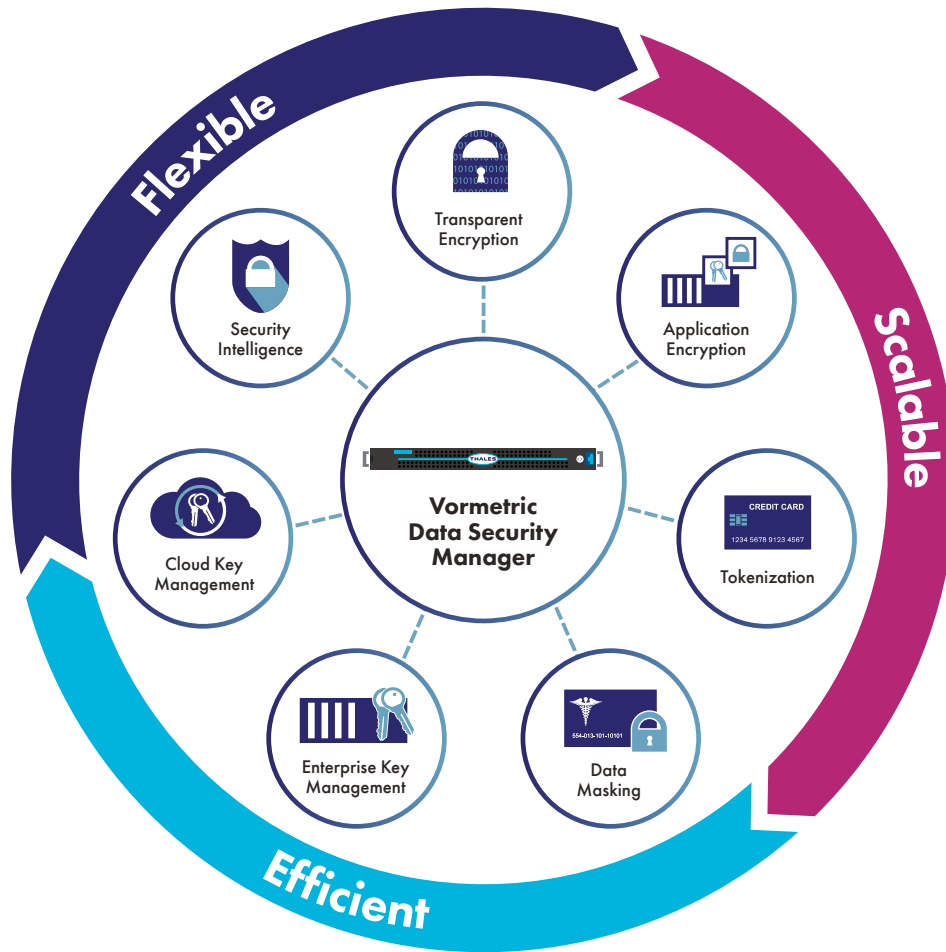 Flexible
Scalable
Efficient
Transparent
Encryption
Application
Encryption
CREDIT CARD
1234 5678 9123 4567
Tokenization
554-013-101-10101
Data
Masking
Enterprise Key
Management
Cloud Key
Management
Security
Intelligence
THALES
Vormetric
Data Security
Manager